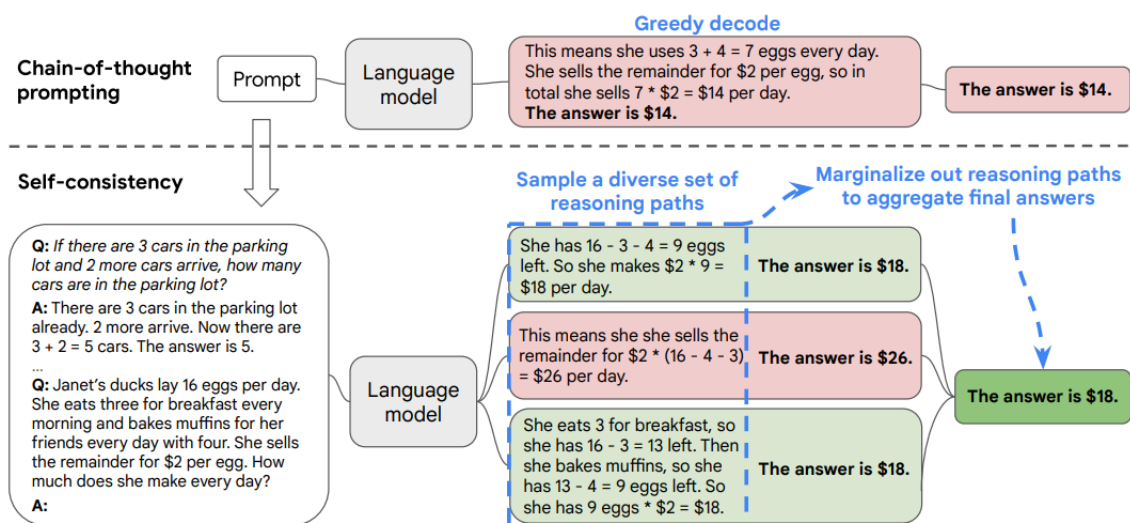 Greedy decode
Chain-of-thought
prompting
Prompt
Language
model
This means she uses 3 + 4 = 7 eggs every day.
She sells the remainder for $2 per egg, so in
total she sells 7 * $2 = $14 per day.
The answer is $14.
The answer is $14.
Self-consistency
Sample a diverse set of
reasoning paths
Marginalize out reasoning paths
to aggregate final answers
Q: If there are 3 cars in the parking
lot and 2 more cars arrive, how many
cars are in the parking lot?
A: There are 3 cars in the parking lot
already. 2 more arrive. Now there are
3 + 2 = 5 cars. The answer is 5.
...
Q: Janet's ducks lay 16 eggs per day.
She eats three for breakfast every
morning and bakes muffins for her
friends every day with four. She sells
the remainder for $2 per egg. How
much does she make every day?
A:
Language
model
She has 16 - 3 - 4 = 9 eggs
left. So she makes $2 * 9 =
$18 per day.
The answer is $18.
This means she she sells the
remainder for $2 * (16 - 4 - 3)
= $26 per day.
The answer is $26.
She eats 3 for breakfast, so
she has 16 - 3 = 13 left. Then
she bakes muffins, so she
has 13 - 4 = 9 eggs left. So
she has 9 eggs * $2 = $18.
The answer is $18.
The answer is $18.